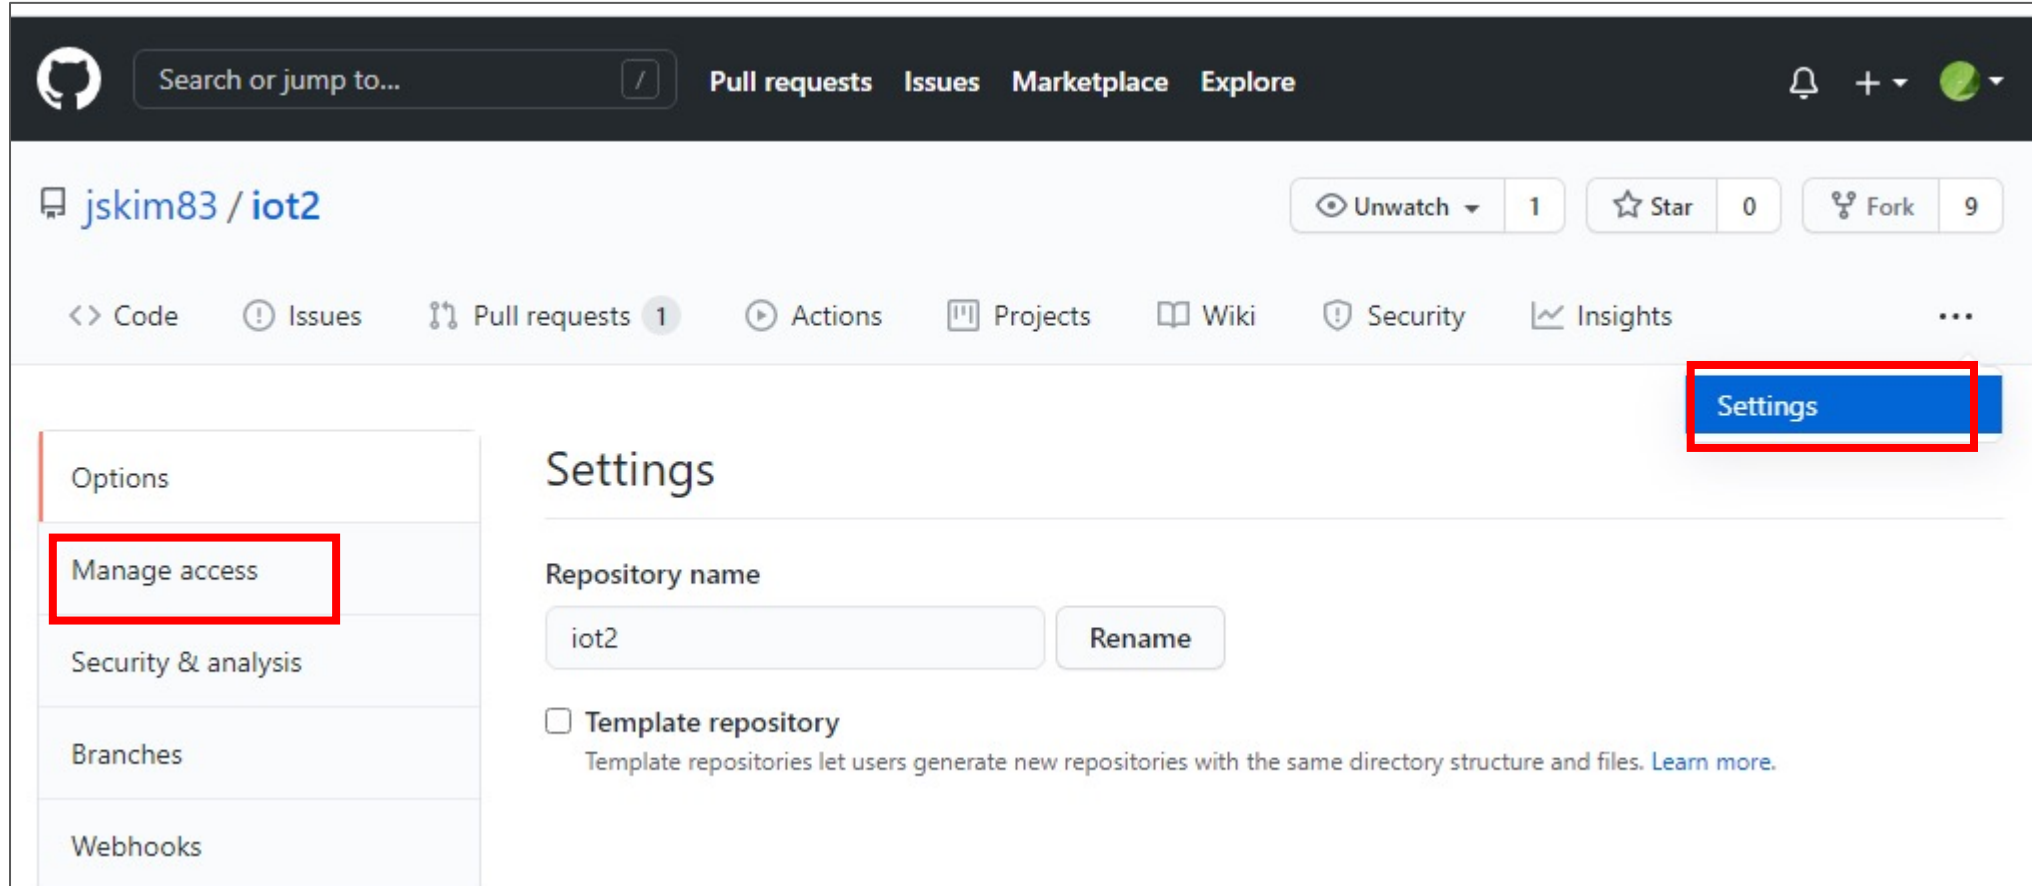 Search or jump to... / Pull requests Issues Marketplace Explore
jskim83 / iot2 Unwatch 1 Star 0 Fork 9
Code Issues Pull requests 1 Actions Projects Wiki Security Insights ...
Settings
Options
Manage access
Security & analysis
Branches
Webhooks
Settings
Repository name
iot2 Rename
Template repository
Template repositories let users generate new repositories with the same directory structure and files. Learn more.